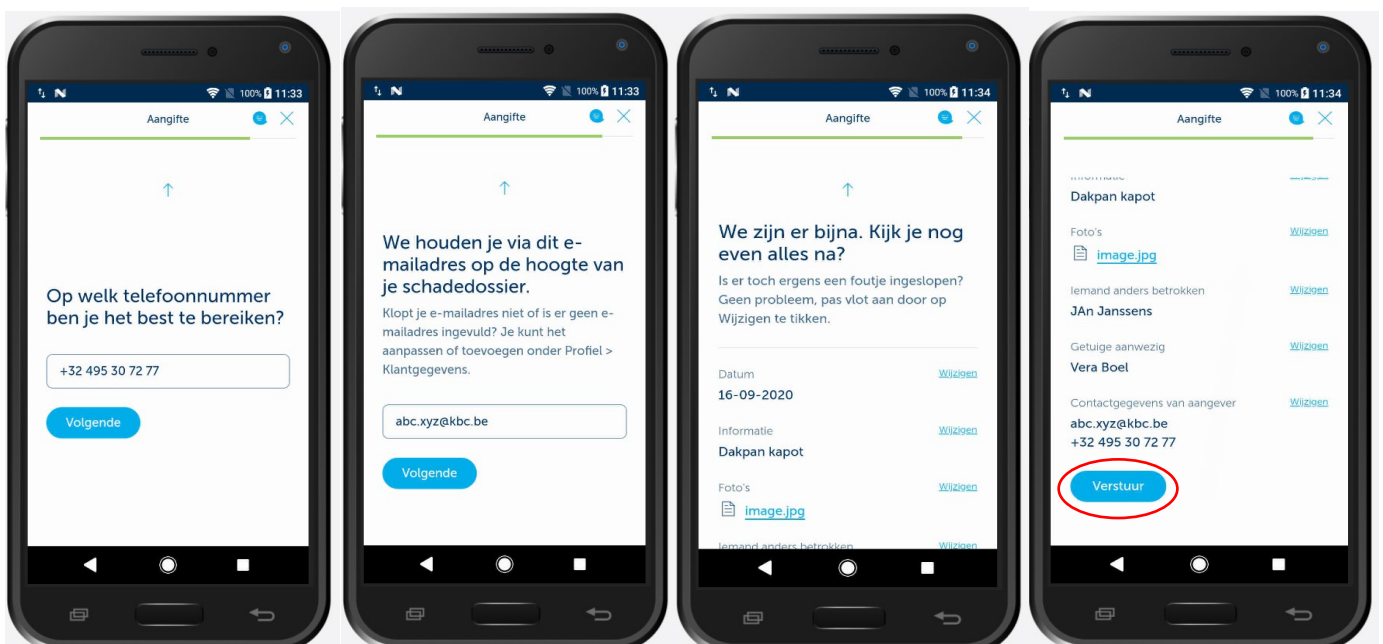 100% 11:33
Aangifte
Op welk telefoonnummer
ben je het best te bereiken?
+32 495 30 72 77
Volgende
100% 11:33
Aangifte
We houden je via dit e-
mailadres op de hoogte van
je schadedossier.
Klopt je e-mailadres niet of is er geen e-
mailadres ingevuld? Je kunt het
aanpassen of toevoegen onder Profiel >
Klantgegevens.
abc.xyz@kbc.be
Volgende
100% 11:34
Aangifte
We zijn er bijna. Kijk je nog
even alles na?
Is er toch ergens een foutje ingeslopen?
Geen probleem, pas vlot aan door op
Wijzigen te tikken.
Datum Wijzigen
16-09-2020
Informatie Wijzigen
Dakpan kapot
Foto's Wijzigen
image.jpg
Iemand anders betrokken Wijzigen
100% 11:34
Aangifte
Informatie Wijzigen
Dakpan kapot
Foto's Wijzigen
image.jpg
Iemand anders betrokken Wijzigen
JAn Janssens
Getuige aanwezig Wijzigen
Vera Boel
Contactgegevens van aangever Wijzigen
abc.xyz@kbc.be
+32 495 30 72 77
Verstuur